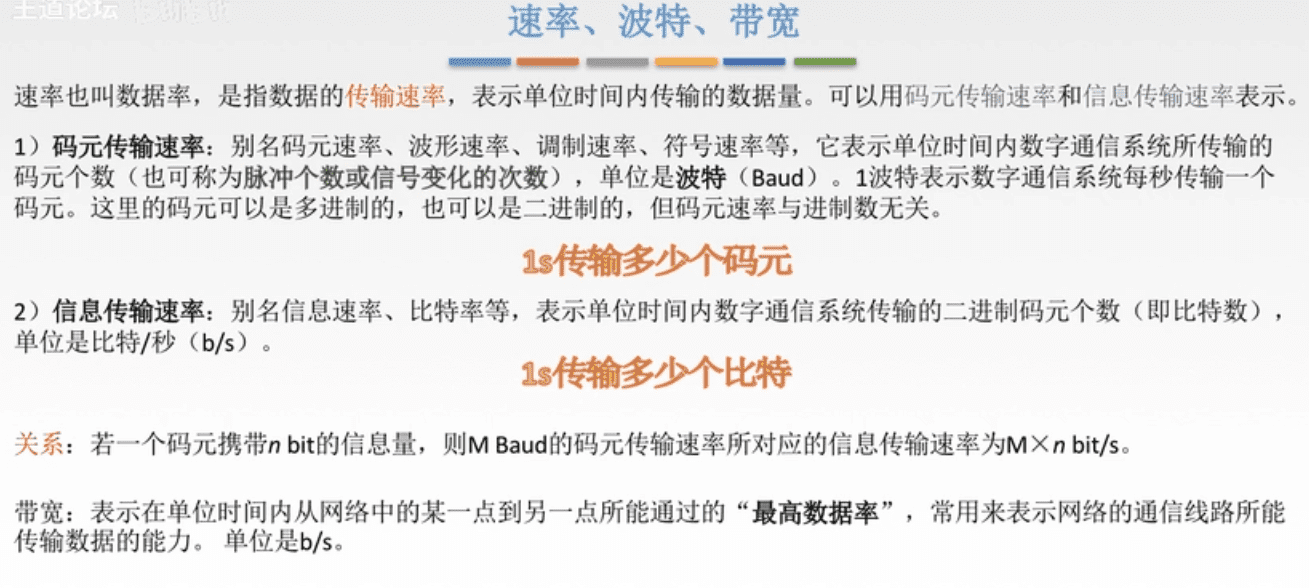 王道论坛
速率、波特、带宽
速率也叫数据率，是指数据的传输速率，表示单位时间内传输的数据量。可以用码元传输速率和信息传输速率表示。
1）码元传输速率：别名码元速率、波形速率、调制速率、符号速率等，它表示单位时间内数字通信系统所传输的
码元个数（也可称为脉冲个数或信号变化的次数），单位是波特（Baud）。1波特表示数字通信系统每秒传输一个
码元。这里的码元可以是多进制的，也可以是二进制的，但码元速率与进制数无关。
1s传输多少个码元
2）信息传输速率：别名信息速率、比特率等，表示单位时间内数字通信系统传输的二进制码元个数（即比特数），
单位是比特/秒（b/s）。
1s传输多少个比特
关系：若一个码元携带n bit的信息量，则M Baud的码元传输速率所对应的信息传输速率为M×n bit/s。
带宽：表示在单位时间内从网络中的某一点到另一点所能通过的“最高数据率”，常用来表示网络的通信线路所能
传输数据的能力。 单位是b/s。